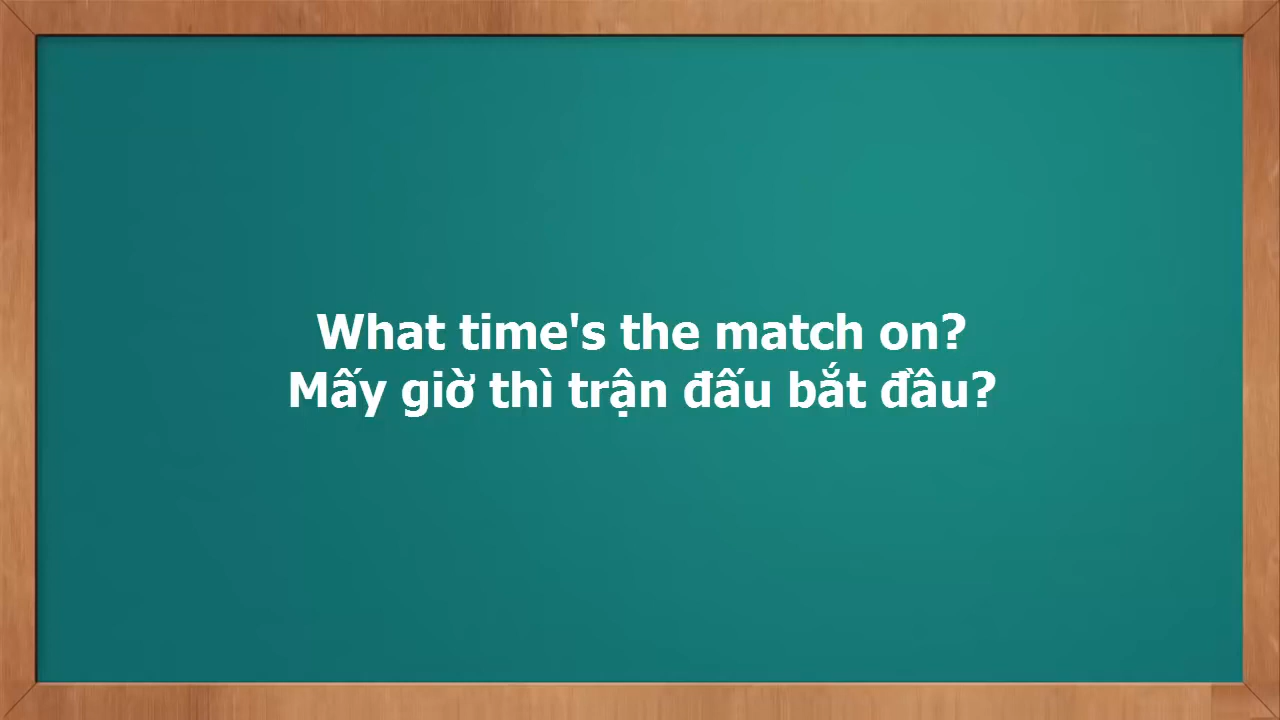 What time's the match on?
Mấy giờ thì trận đấu bắt đầu?